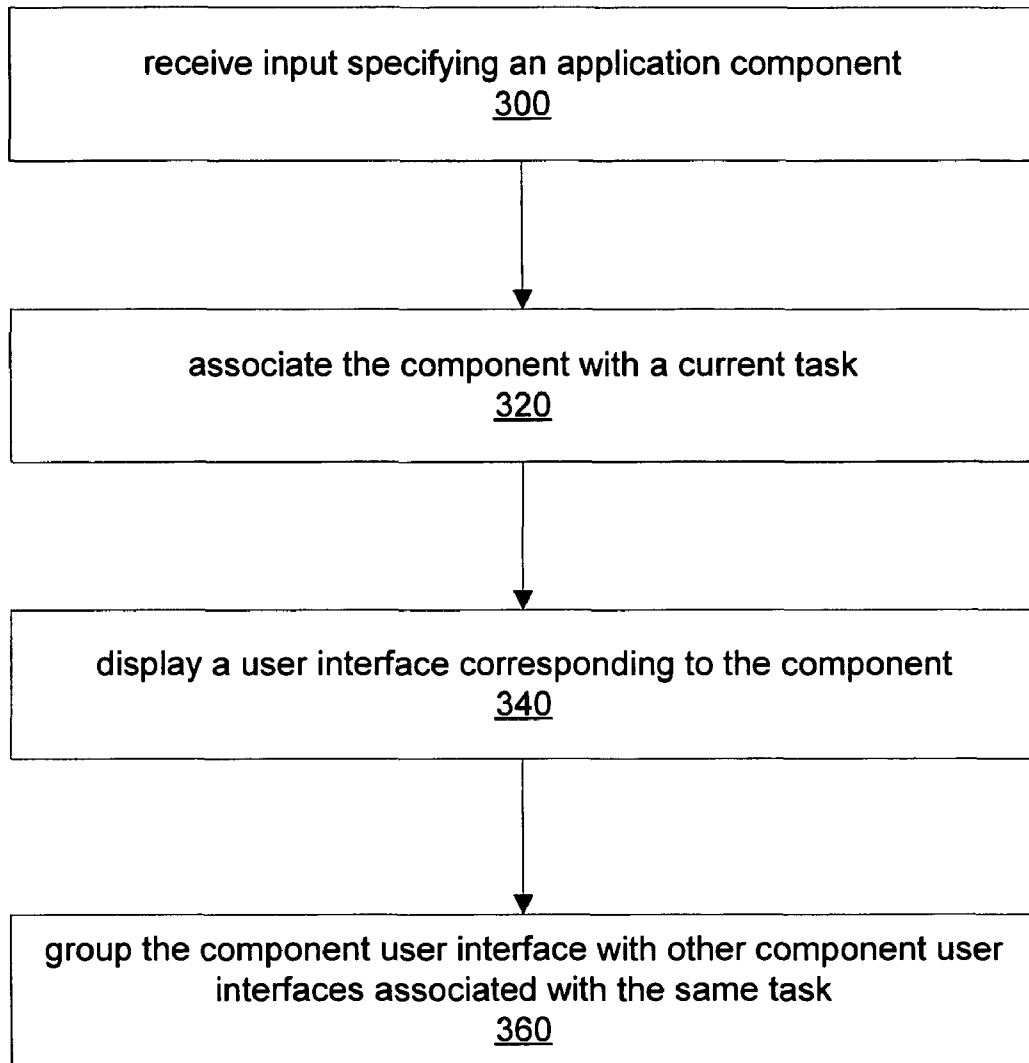 receive input specifying an application component
300
associate the component with a current task
320
display a user interface corresponding to the component
340
group the component user interface with other component user
interfaces associated with the same task
360